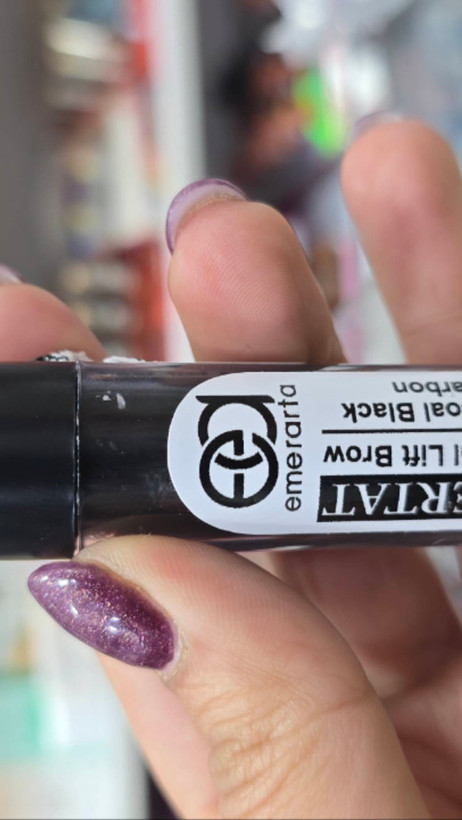 emerarta
ERTAT
l Lift Brow
oal Black
arbon